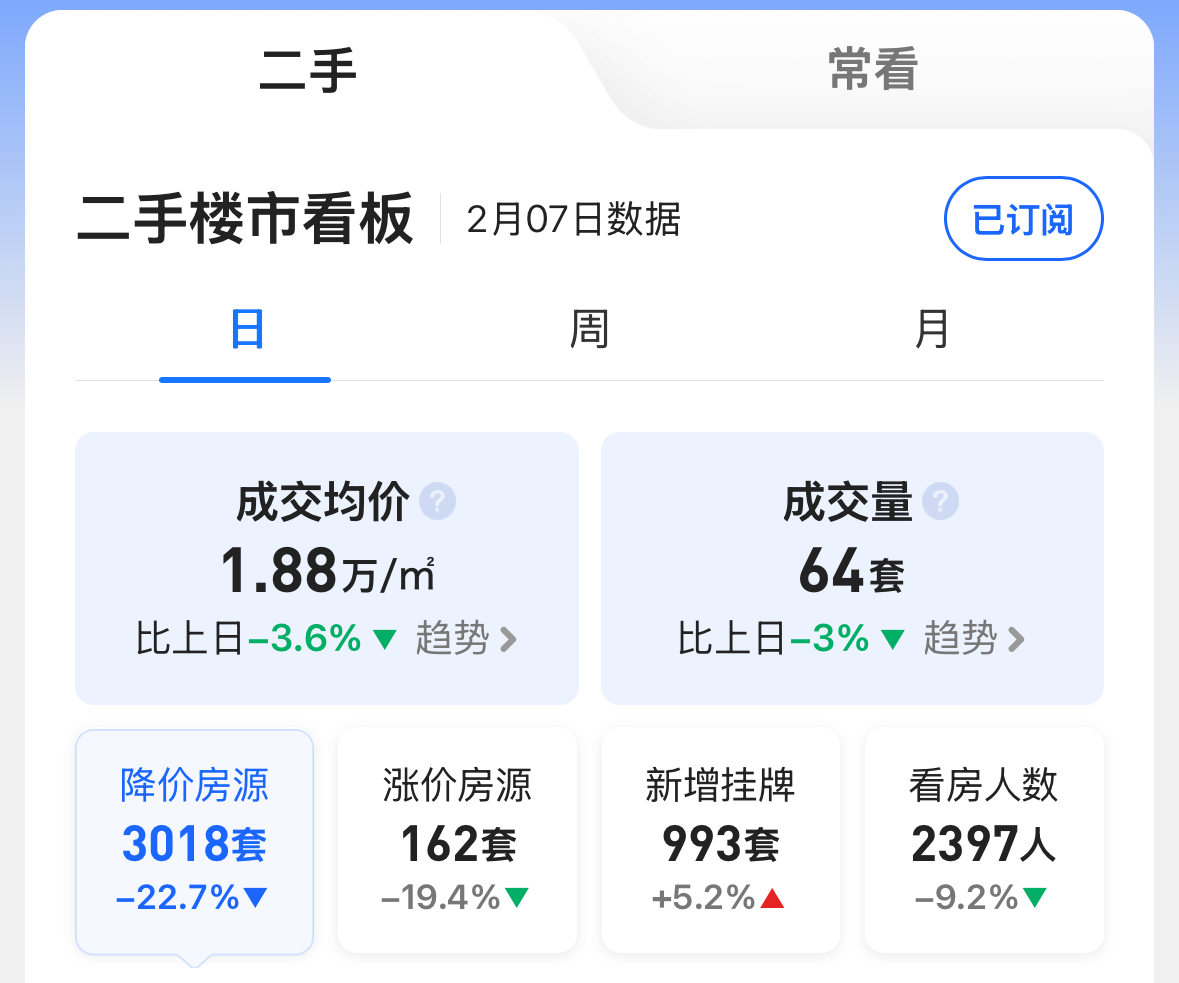 二手 常看
二手楼市看板 2月07日数据 已订阅
日 周 月
成交均价 ? 成交量 ?
1.88万/㎡ 64套
比上日-3.6%▼ 趋势 > 比上日-3%▼ 趋势 >
降价房源 涨价房源 新增挂牌 看房人数
3018套 162套 993套 2397人
-22.7%▼ -19.4%▼ +5.2%▲ -9.2%▼